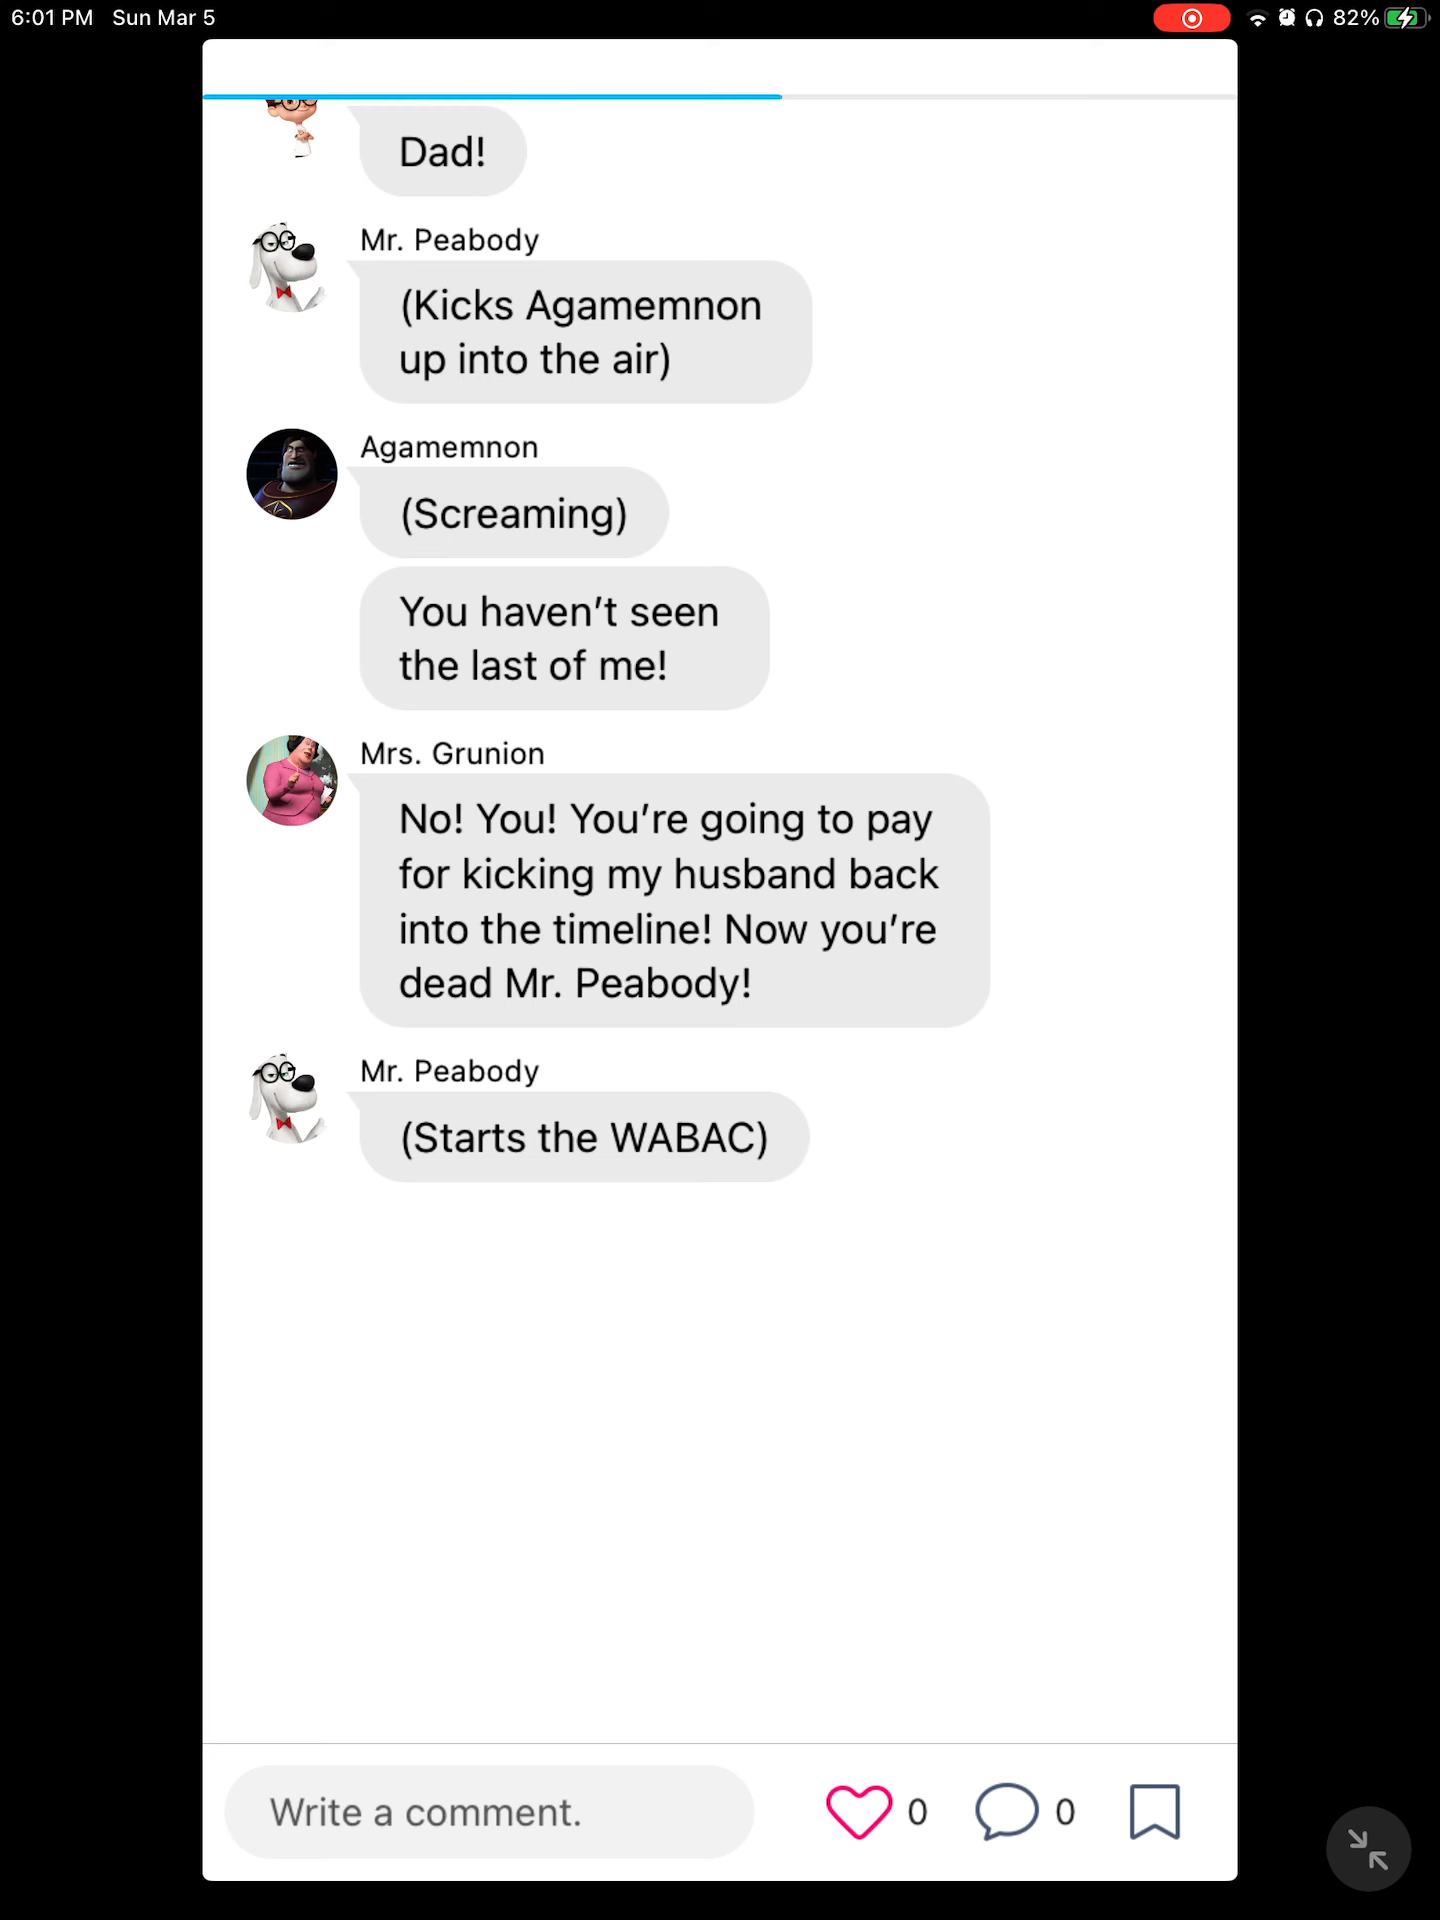 6:01 PM Sun Mar 5
82%
Dad!
Mr. Peabody
(Kicks Agamemnon
up into the air)
Agamemnon
(Screaming)
You haven’t seen
the last of me!
Mrs. Grunion
No! You! You’re going to pay
for kicking my husband back
into the timeline! Now you’re
dead Mr. Peabody!
Mr. Peabody
(Starts the WABAC)
Write a comment.
0
0